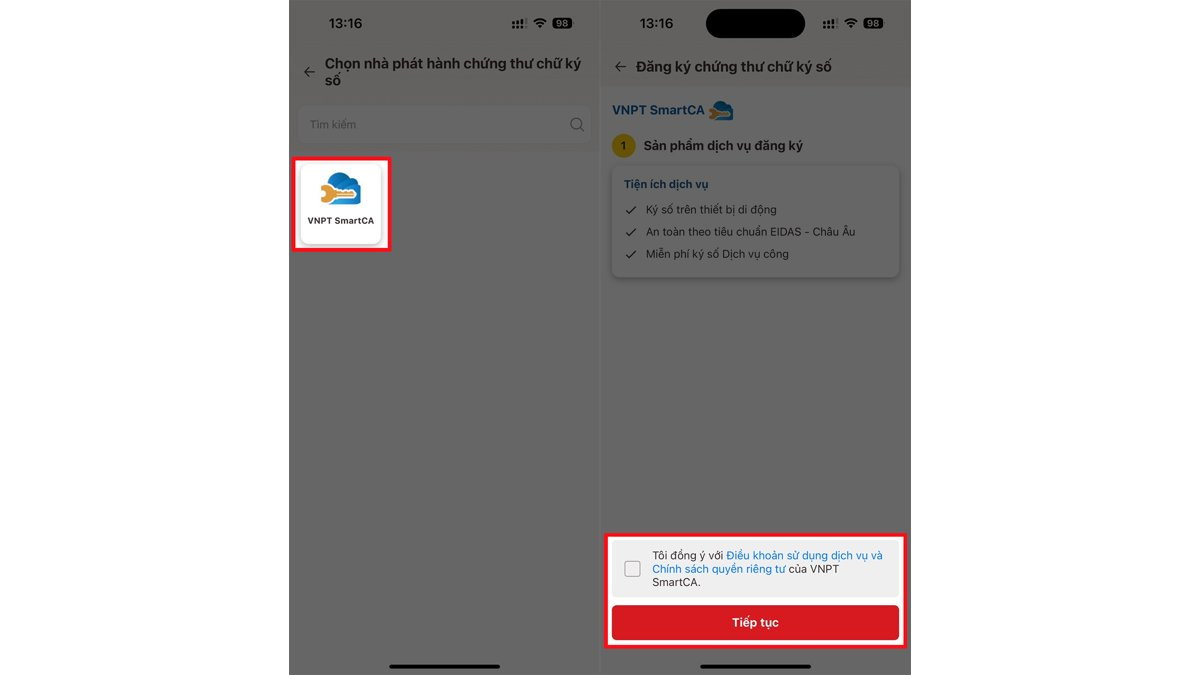 13:16
98
Chọn nhà phát hành chứng thư chữ ký
số
Tìm kiếm
VNPT SmartCA
13:16
98
Đăng ký chứng thư chữ ký số
VNPT SmartCA
1 Sản phẩm dịch vụ đăng ký
Tiện ích dịch vụ
Ký số trên thiết bị di động
An toàn theo tiêu chuẩn EIDAS - Châu Âu
Miễn phí ký số Dịch vụ công
Tôi đồng ý với Điều khoản sử dụng dịch vụ và
Chính sách quyền riêng tư của VNPT
SmartCA.
Tiếp tục